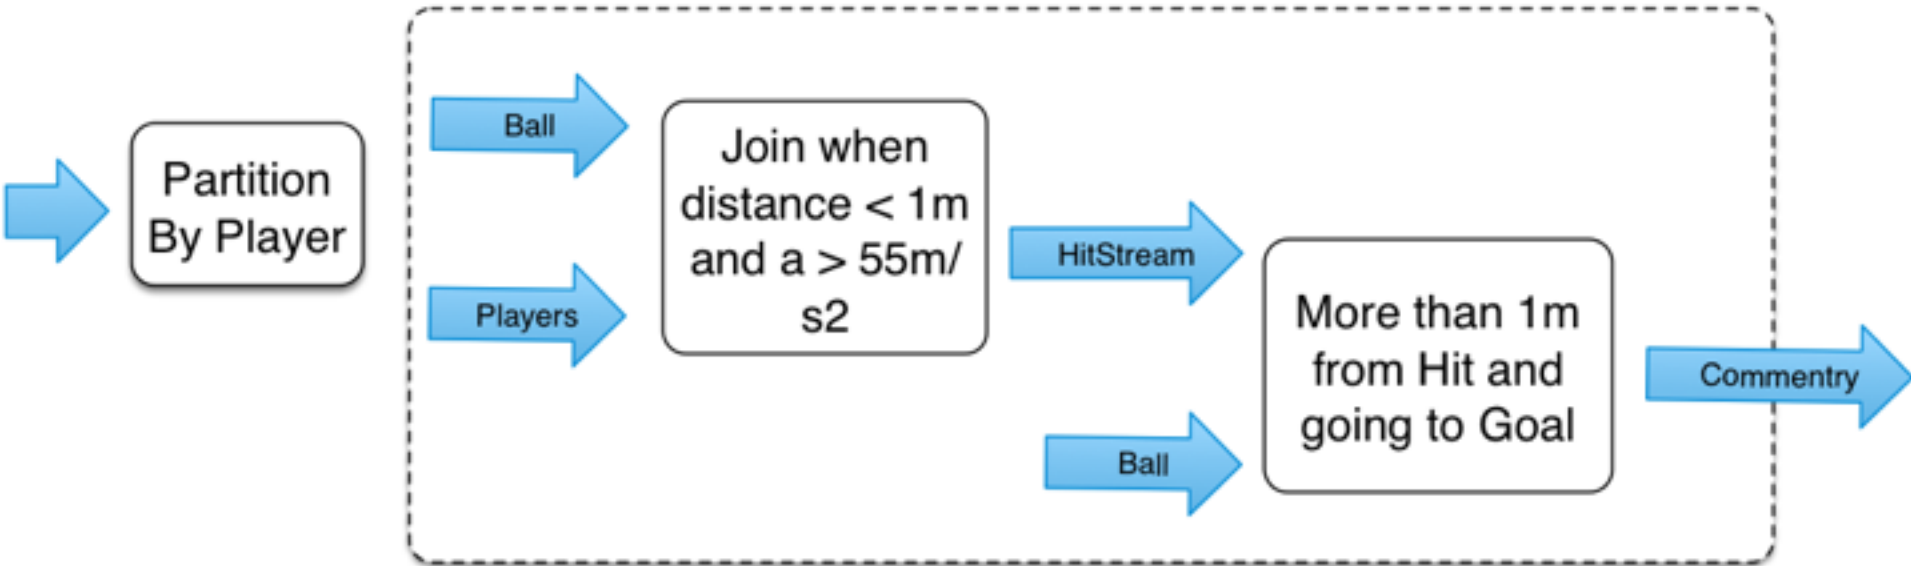 Partition
By Player
Ball
Players
Join when
distance < 1m
and a > 55m/
s2
HitStream
Ball
More than 1m
from Hit and
going to Goal
Commentry